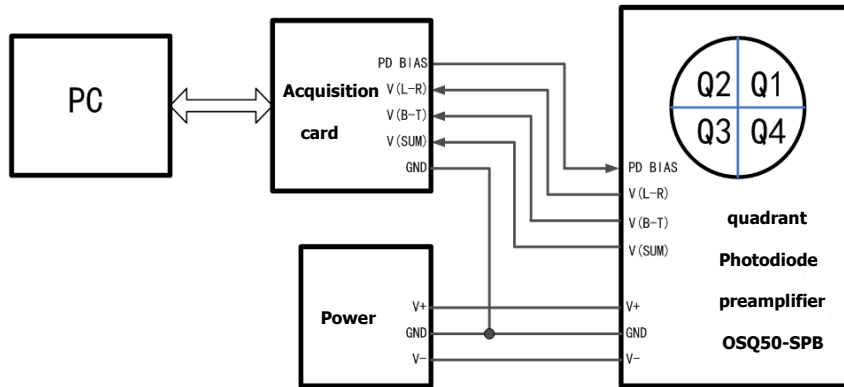 PC
Acquisition
card
PD BIAS
V(L-R)
V(B-T)
V(SUM)
GND
Power
V+
GND
V-
Q2 Q1
Q3 Q4
PD BIAS
V(L-R)
V(B-T)
V(SUM)
V+
GND
V-
quadrant
Photodiode
preamplifier
OSQ50-SPB